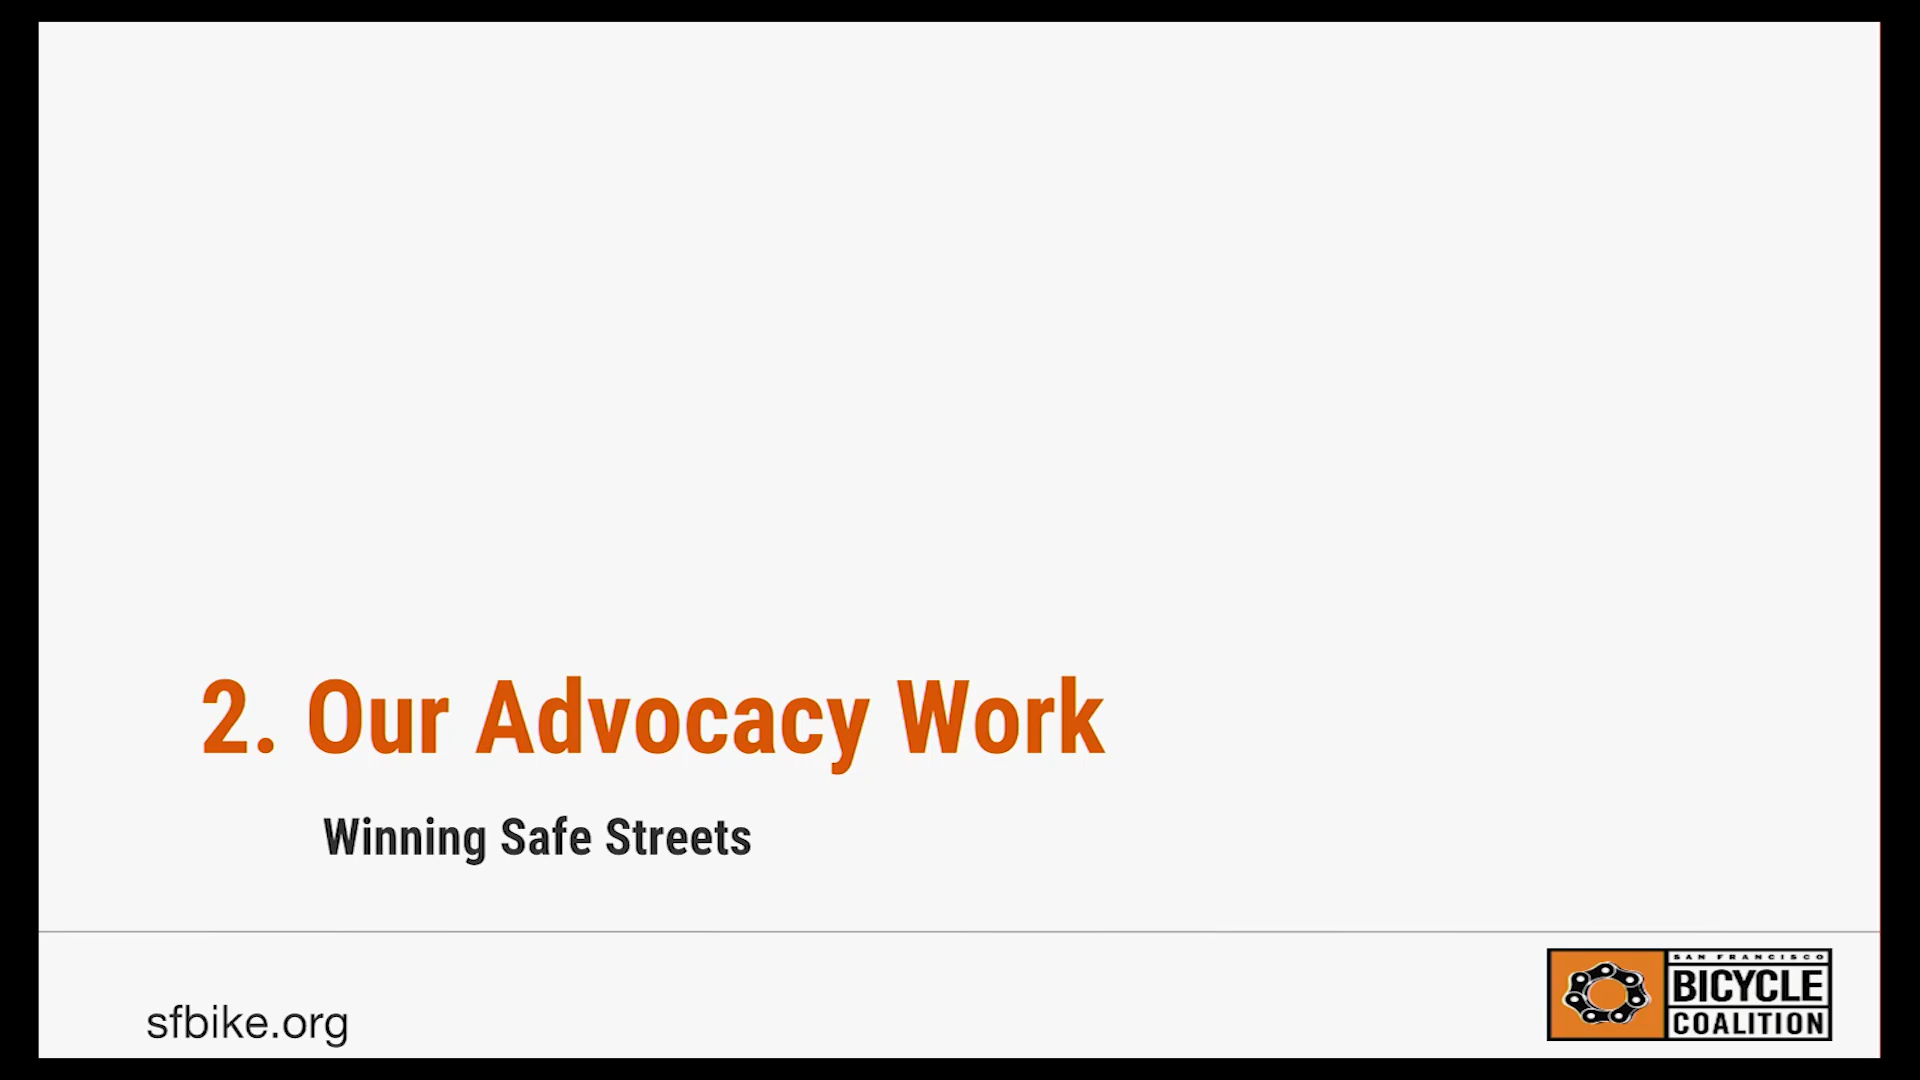 2. Our Advocacy Work
Winning Safe Streets
sfbike.org
SAN FRANCISCO
BICYCLE
COALITION